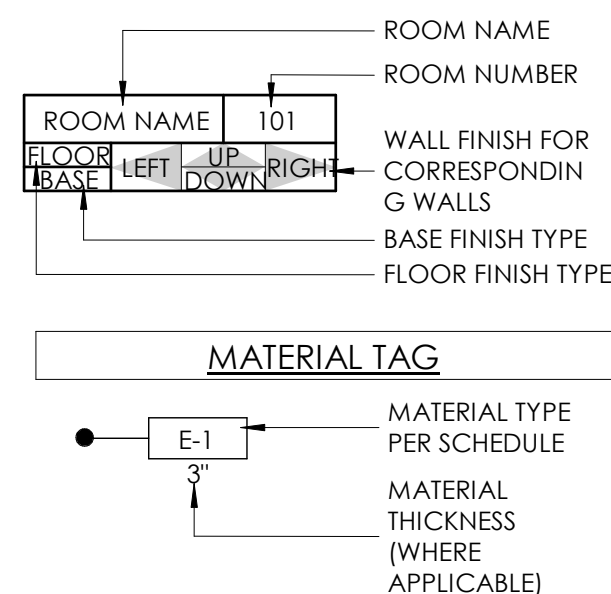 ROOM NAME
ROOM NUMBER
ROOM NAME 101
FLOOR
BASE
LEFT
UP
DOWN
RIGHT
WALL FINISH FOR
CORRESPONDIN
G WALLS
BASE FINISH TYPE
FLOOR FINISH TYPE
MATERIAL TAG
E-1
3"
MATERIAL TYPE
PER SCHEDULE
MATERIAL
THICKNESS
(WHERE
APPLICABLE)